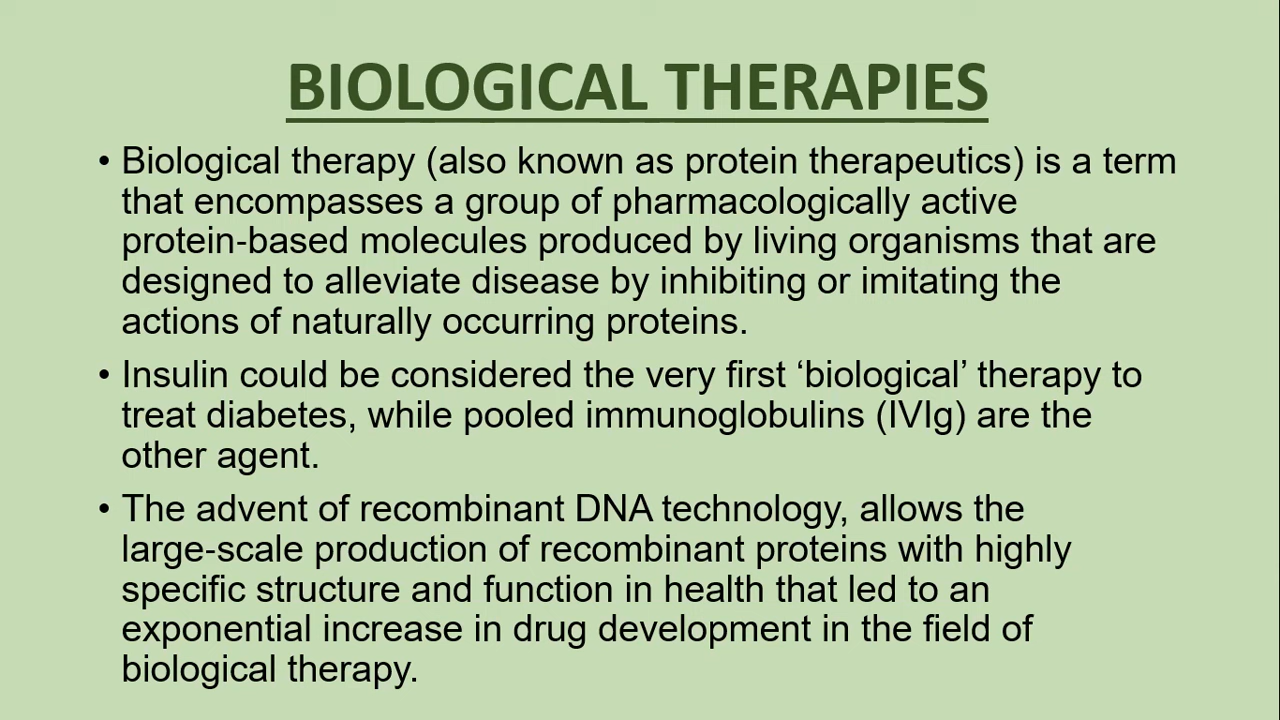 BIOLOGICAL THERAPIES
• Biological therapy (also known as protein therapeutics) is a term
that encompasses a group of pharmacologically active
protein-based molecules produced by living organisms that are
designed to alleviate disease by inhibiting or imitating the
actions of naturally occurring proteins.
• Insulin could be considered the very first ‘biological’ therapy to
treat diabetes, while pooled immunoglobulins (IVIg) are the
other agent.
• The advent of recombinant DNA technology, allows the
large-scale production of recombinant proteins with highly
specific structure and function in health that led to an
exponential increase in drug development in the field of
biological therapy.